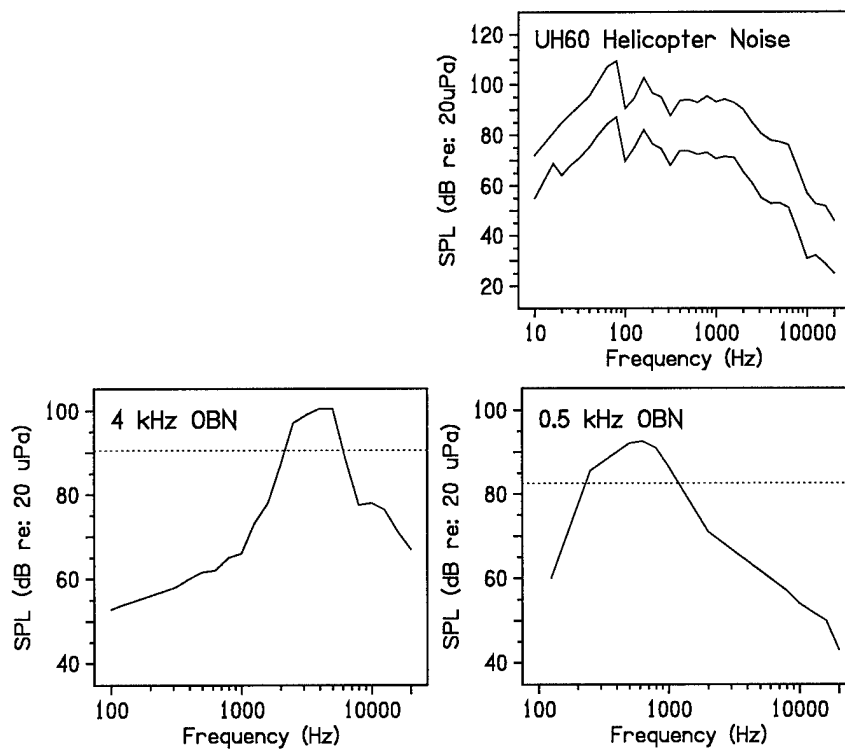 UH60 Helicopter Noise
SPL (dB re: 20uPa)
120
100
80
60
40
20
10 100 1000 10000
Frequency (Hz)
4 kHz OBN
SPL (dB re: 20 uPa)
100
80
60
40
100 1000 10000
Frequency (Hz)
0.5 kHz OBN
SPL (dB re: 20 uPa)
100
80
60
40
100 1000 10000
Frequency (Hz)